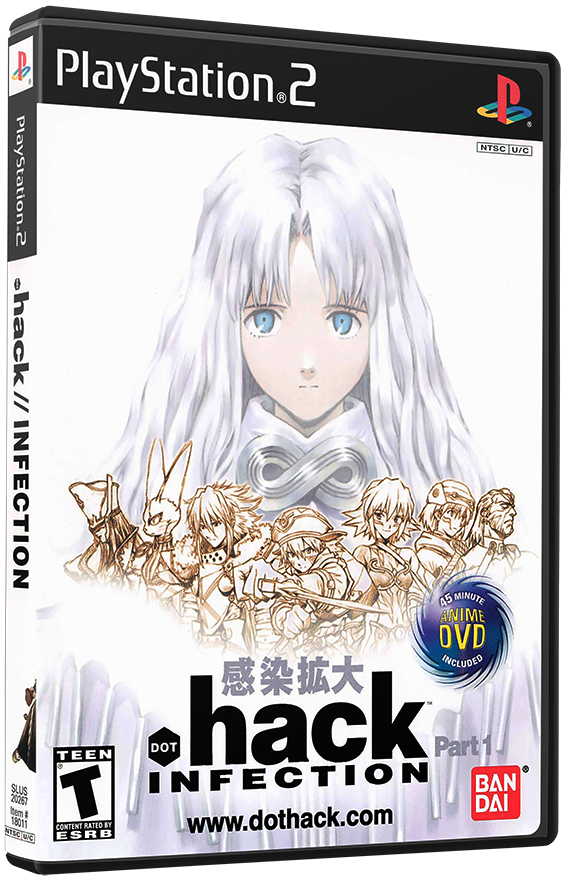 PlayStation®2
NTSC U/C
45 MINUTE
ANIME
DVD
INCLUDED
感染拡大
DOT
.hack™
Part 1
INFECTION
www.dothack.com
TEEN
T
®
CONTENT RATED BY
ESRB
BAN
DAI
®
PlayStation®2
.hack // INFECTION
SLUS
20267
Item #
18011
NTSC U/C